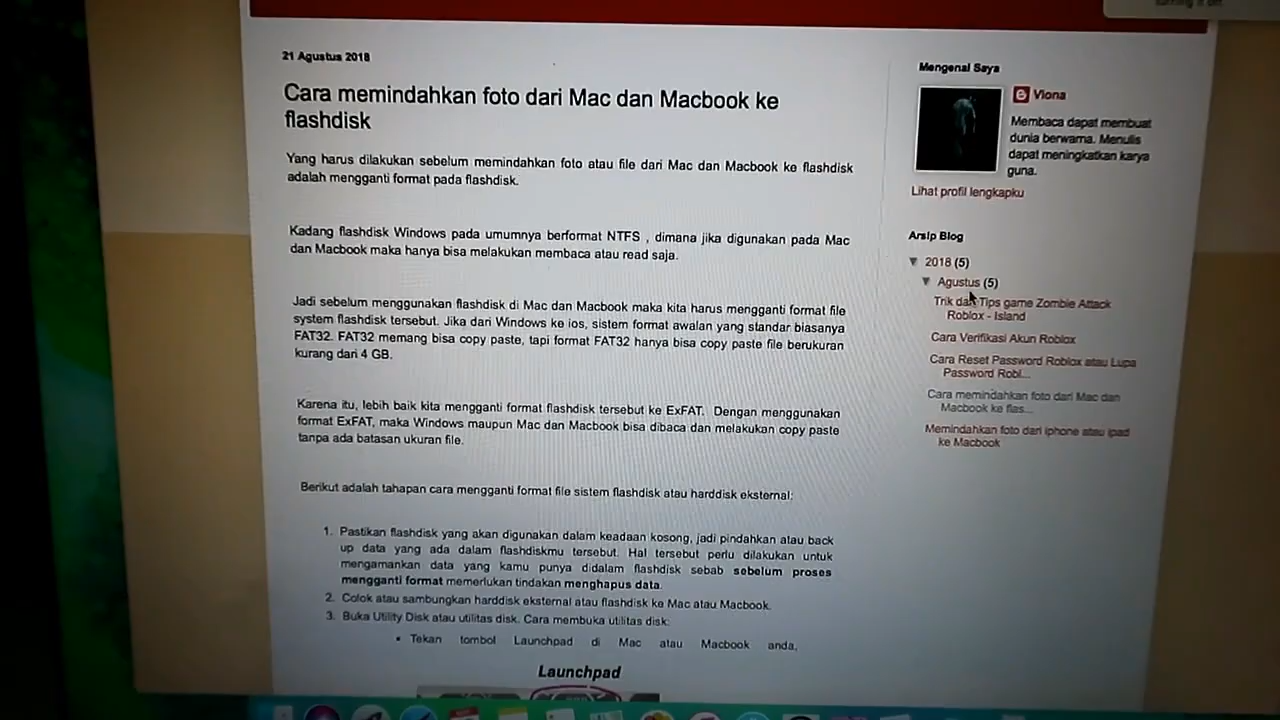 turning it off.
21 Agustus 2018
Cara memindahkan foto dari Mac dan Macbook ke
flashdisk
Yang harus dilakukan sebelum memindahkan foto atau file dari Mac dan Macbook ke flashdisk
adalah mengganti format pada flashdisk.
Kadang flashdisk Windows pada umumnya berformat NTFS , dimana jika digunakan pada Mac
dan Macbook maka hanya bisa melakukan membaca atau read saja.
Jadi sebelum menggunakan flashdisk di Mac dan Macbook maka kita harus mengganti format file
system flashdisk tersebut. Jika dari Windows ke ios, sistem format awalan yang standar biasanya
FAT32. FAT32 memang bisa copy paste, tapi format FAT32 hanya bisa copy paste file berukuran
kurang dari 4 GB.
Karena itu, lebih baik kita mengganti format flashdisk tersebut ke ExFAT. Dengan menggunakan
format ExFAT, maka Windows maupun Mac dan Macbook bisa dibaca dan melakukan copy paste
tanpa ada batasan ukuran file.
Berikut adalah tahapan cara mengganti format file sistem flashdisk atau harddisk eksternal:
1. Pastikan flashdisk yang akan digunakan dalam keadaan kosong, jadi pindahkan atau back
up data yang ada dalam flashdiskmu tersebut. Hal tersebut perlu dilakukan untuk
mengamankan data yang kamu punya didalam flashdisk sebab sebelum proses
mengganti format memerlukan tindakan menghapus data.
2. Colok atau sambungkan harddisk eksternal atau flashdisk ke Mac atau Macbook.
3. Buka Utility Disk atau utilitas disk. Cara membuka utilitas disk:
• Tekan tombol Launchpad di Mac atau Macbook anda,
Launchpad
Mengenal Saya
Viona
Membaca dapat membuat
dunia berwarna. Menulis
dapat meningkatkan karya
guna.
Lihat profil lengkapku
Arsip Blog
▼ 2018 (5)
▼ Agustus (5)
Trik dan Tips game Zombie Attack
Roblox - Island
Cara Verifikasi Akun Roblox
Cara Reset Password Roblox atau Lupa
Password Robl...
Cara memindahkan foto dari Mac dan
Macbook ke flas...
Memindahkan foto dari iphone atau ipad
ke Macbook